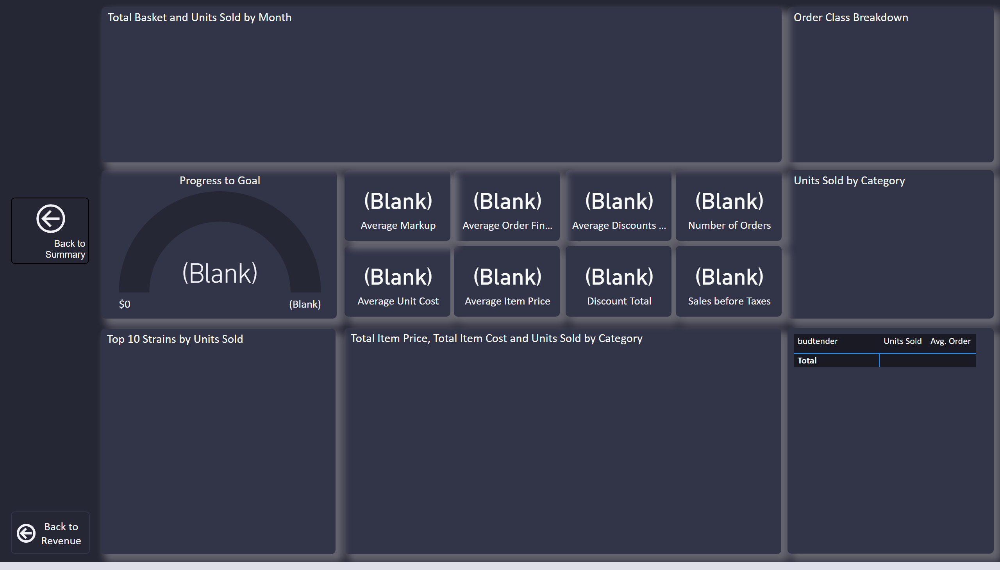 Total Basket and Units Sold by Month
Order Class Breakdown
Back to
Summary
Progress to Goal
(Blank)
$0
(Blank)
(Blank)
Average Markup
(Blank)
Average Order Fin...
(Blank)
Average Discounts ...
(Blank)
Number of Orders
(Blank)
Average Unit Cost
(Blank)
Average Item Price
(Blank)
Discount Total
(Blank)
Sales before Taxes
Units Sold by Category
Top 10 Strains by Units Sold
Total Item Price, Total Item Cost and Units Sold by Category
budtender Units Sold Avg. Order
Total
Back to
Revenue